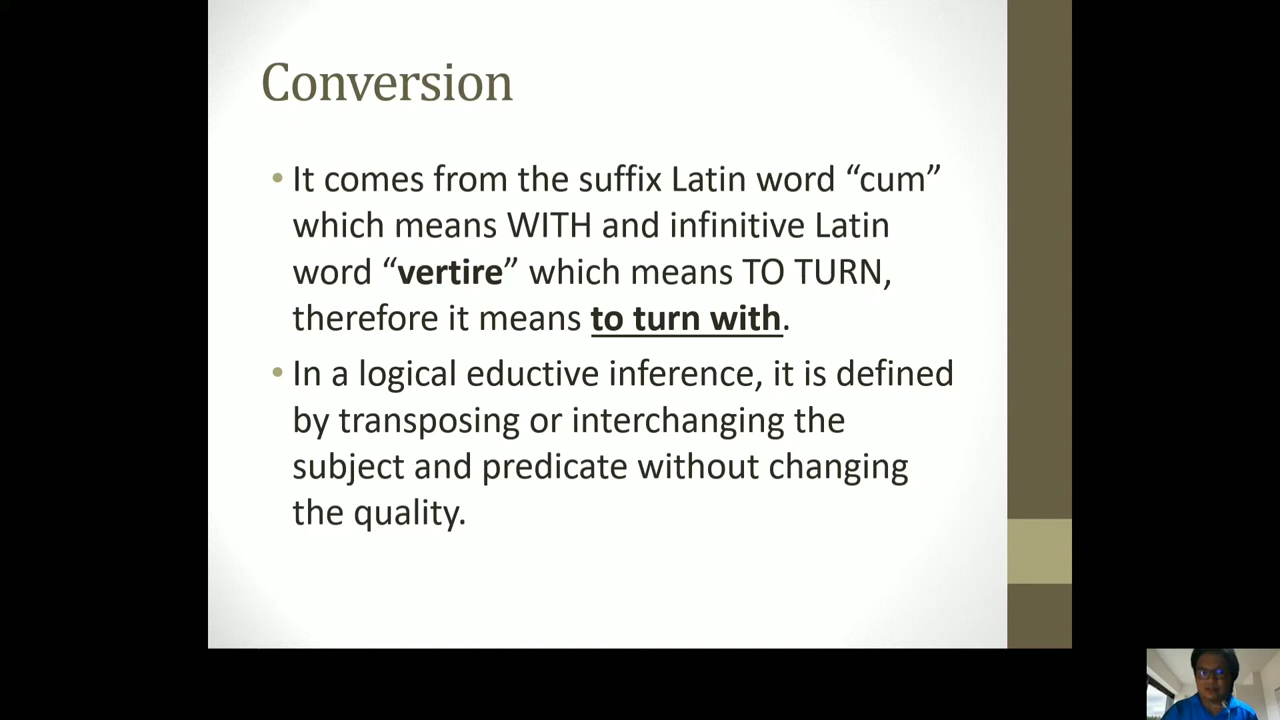 Conversion
• It comes from the suffix Latin word “cum”
which means WITH and infinitive Latin
word “vertire” which means TO TURN,
therefore it means to turn with.
• In a logical eductive inference, it is defined
by transposing or interchanging the
subject and predicate without changing
the quality.